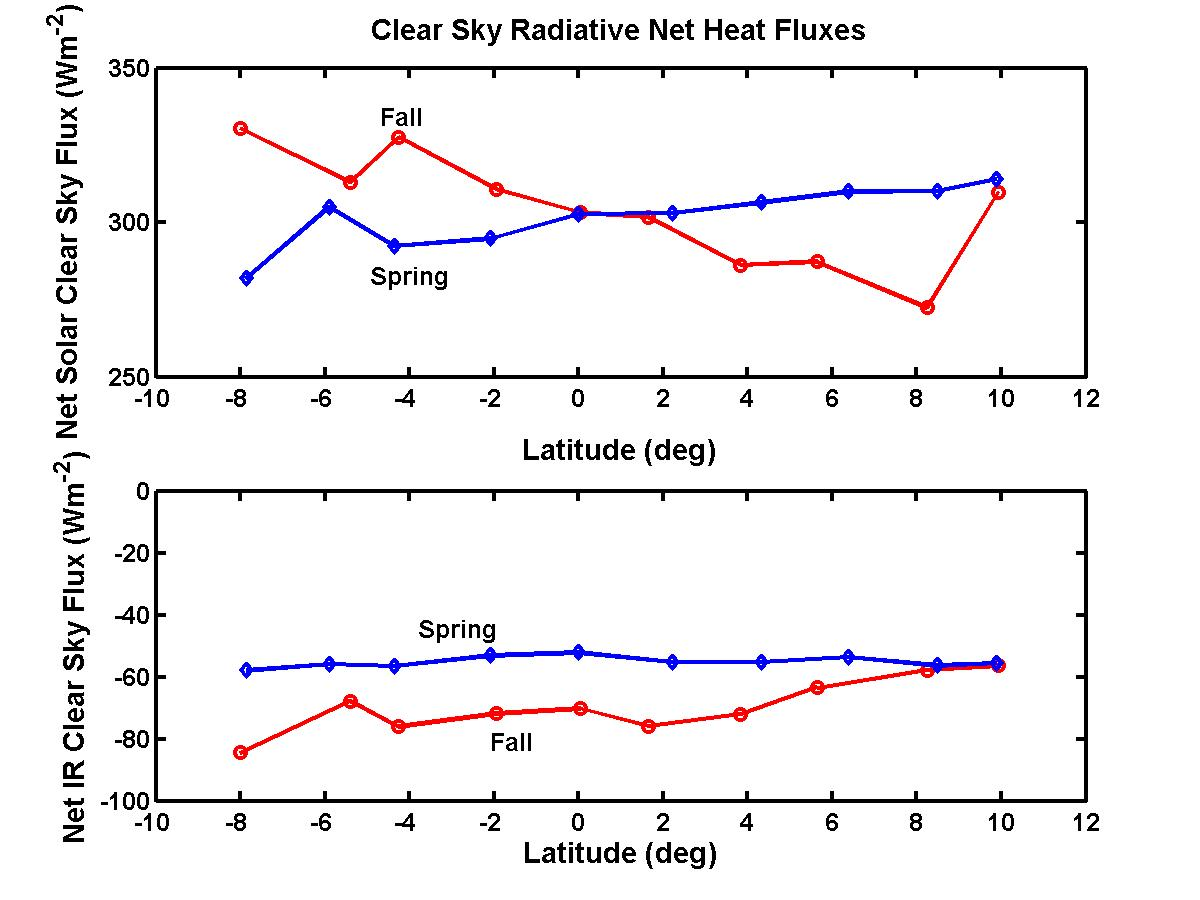 Clear Sky Radiative Net Heat Fluxes
Net Solar Clear Sky Flux (Wm-2)
350
300
250
Fall
Spring
-10 -8 -6 -4 -2 0 2 4 6 8 10 12
Latitude (deg)
Net IR Clear Sky Flux (Wm-2)
0
-20
-40
-60
-80
-100
Spring
Fall
-10 -8 -6 -4 -2 0 2 4 6 8 10 12
Latitude (deg)